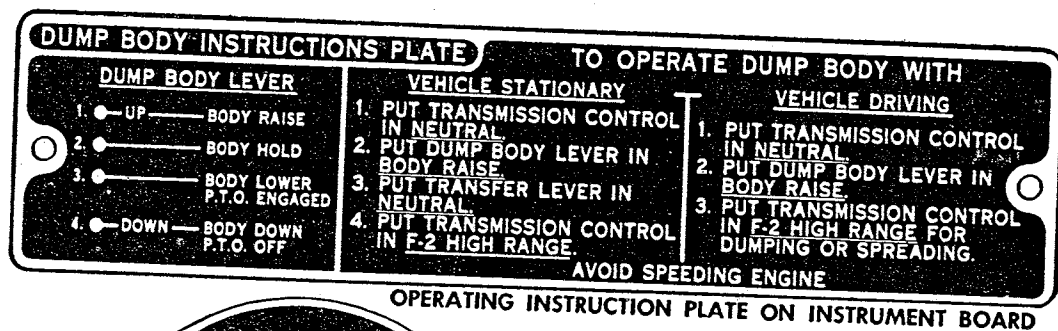 DUMP BODY INSTRUCTIONS PLATE
TO OPERATE DUMP BODY WITH
DUMP BODY LEVER
1. UP BODY RAISE
2. BODY HOLD
3. BODY LOWER
P.T.O. ENGAGED
4. DOWN BODY DOWN
P.T.O. OFF
VEHICLE STATIONARY
1. PUT TRANSMISSION CONTROL
IN NEUTRAL.
2. PUT DUMP BODY LEVER IN
BODY RAISE.
3. PUT TRANSFER LEVER IN
NEUTRAL.
4. PUT TRANSMISSION CONTROL
IN F-2 HIGH RANGE.
VEHICLE DRIVING
1. PUT TRANSMISSION CONTROL
IN NEUTRAL.
2. PUT DUMP BODY LEVER IN
BODY RAISE.
3. PUT TRANSMISSION CONTROL
IN F-2 HIGH RANGE FOR
DUMPING OR SPREADING.
AVOID SPEEDING ENGINE
OPERATING INSTRUCTION PLATE ON INSTRUMENT BOARD